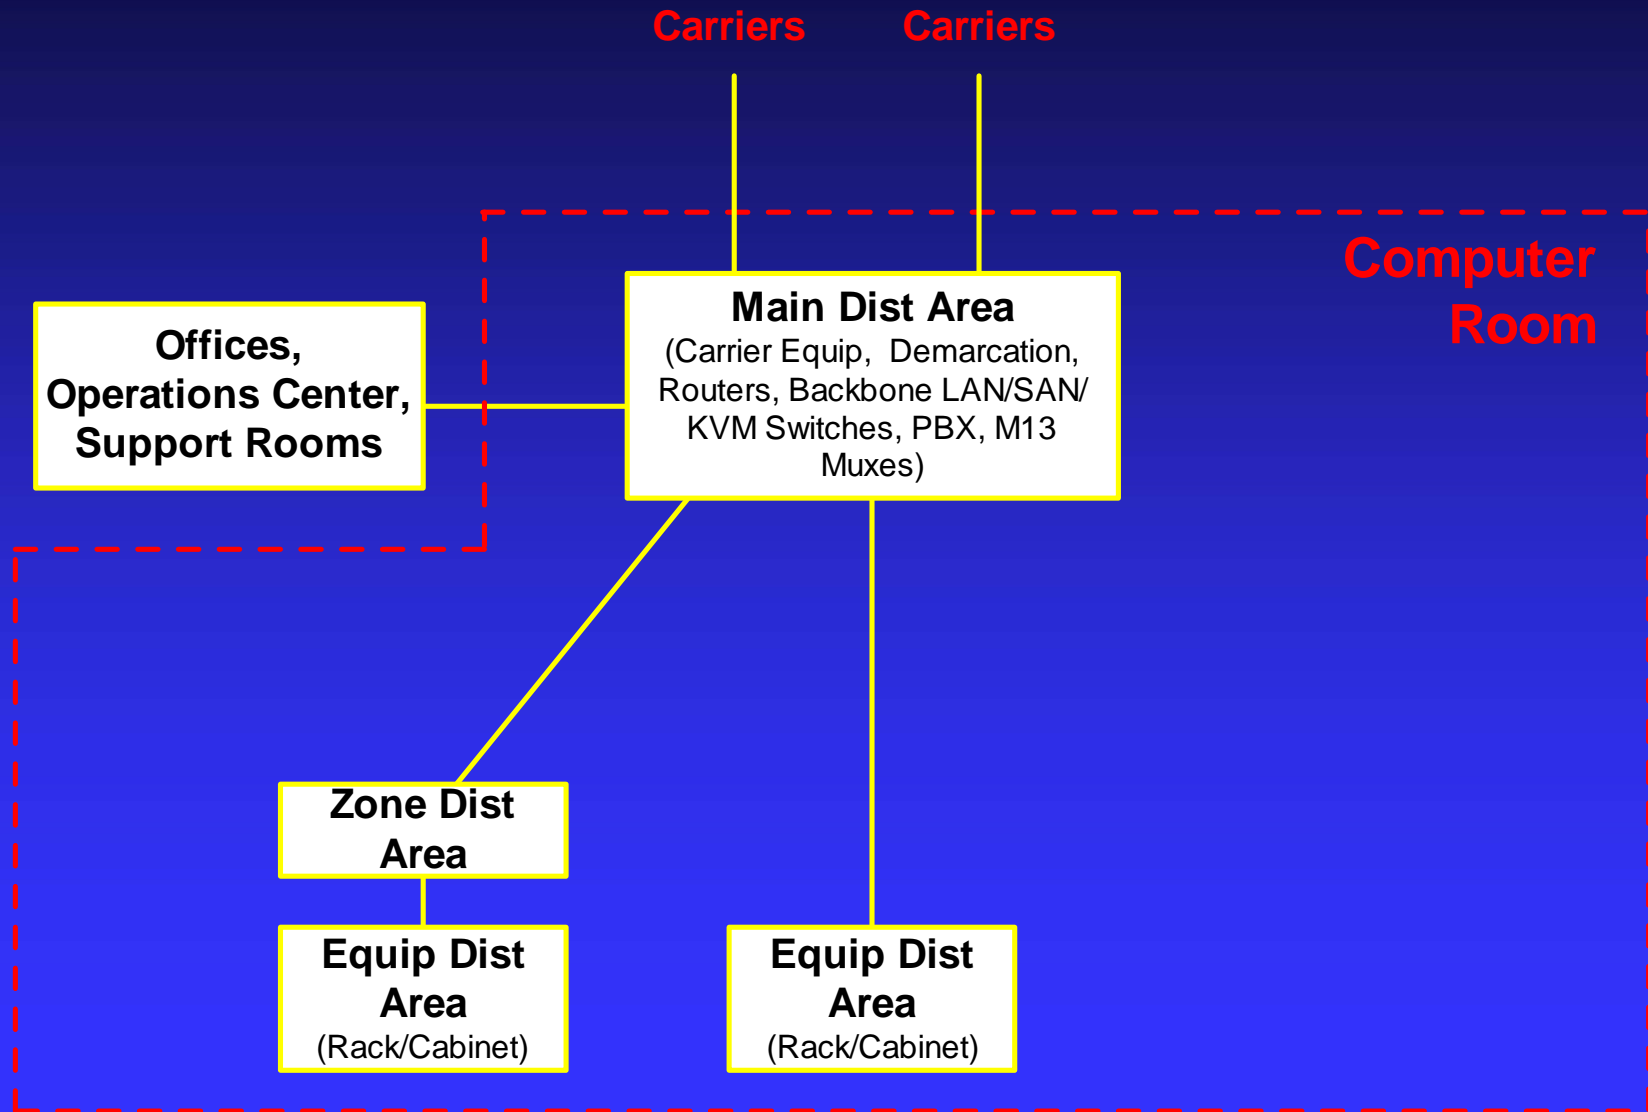 Carriers
Carriers
Computer
Room
Main Dist Area
(Carrier Equip, Demarcation,
Routers, Backbone LAN/SAN/
KVM Switches, PBX, M13
Muxes)
Offices,
Operations Center,
Support Rooms
Zone Dist
Area
Equip Dist
Area
(Rack/Cabinet)
Equip Dist
Area
(Rack/Cabinet)